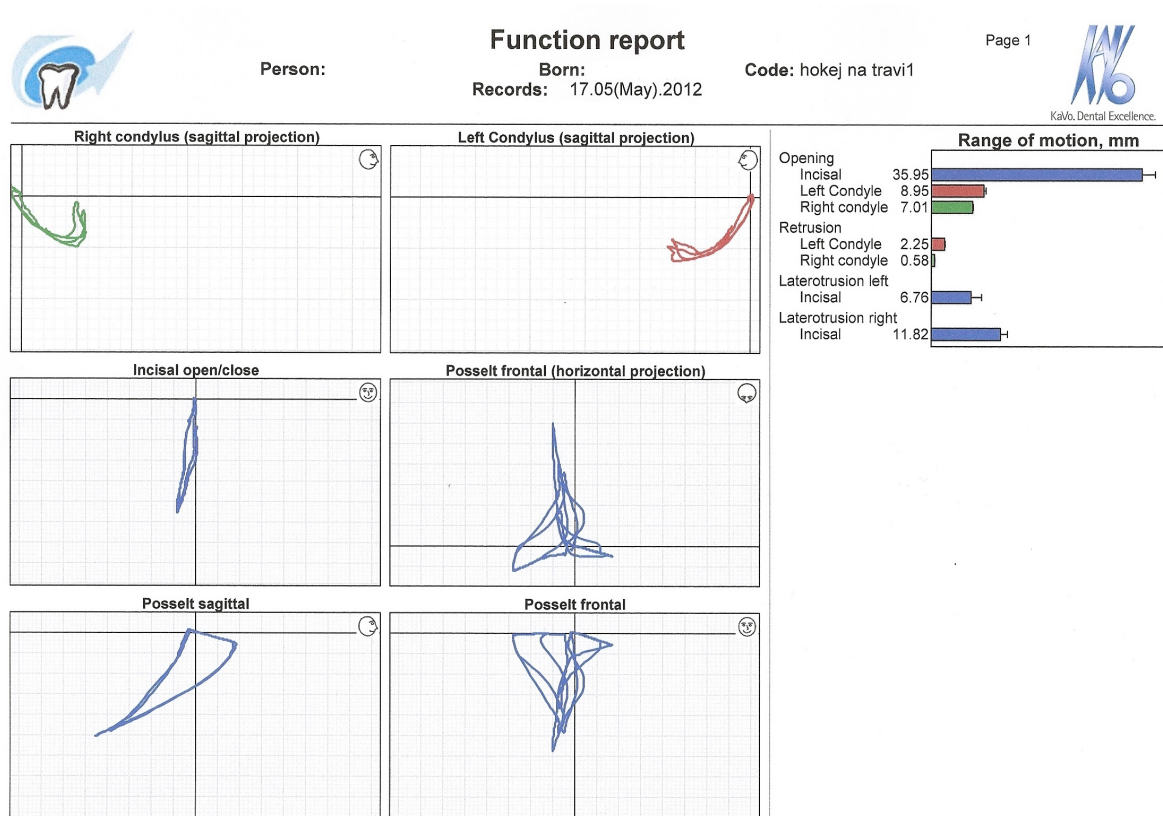 Function report
Page 1
Person:
Born:
Code: hokej na travi1
Records: 17.05(May).2012
KAVO
KaVo. Dental Excellence.
Right condylus (sagittal projection)
Left Condylus (sagittal projection)
Range of motion, mm
Opening
Incisal 35.95
Left Condyle 8.95
Right condyle 7.01
Retrusion
Left Condyle 2.25
Right condyle 0.58
Laterotrusion left
Incisal 6.76
Laterotrusion right
Incisal 11.82
Incisal open/close
Posselt frontal (horizontal projection)
Posselt sagittal
Posselt frontal